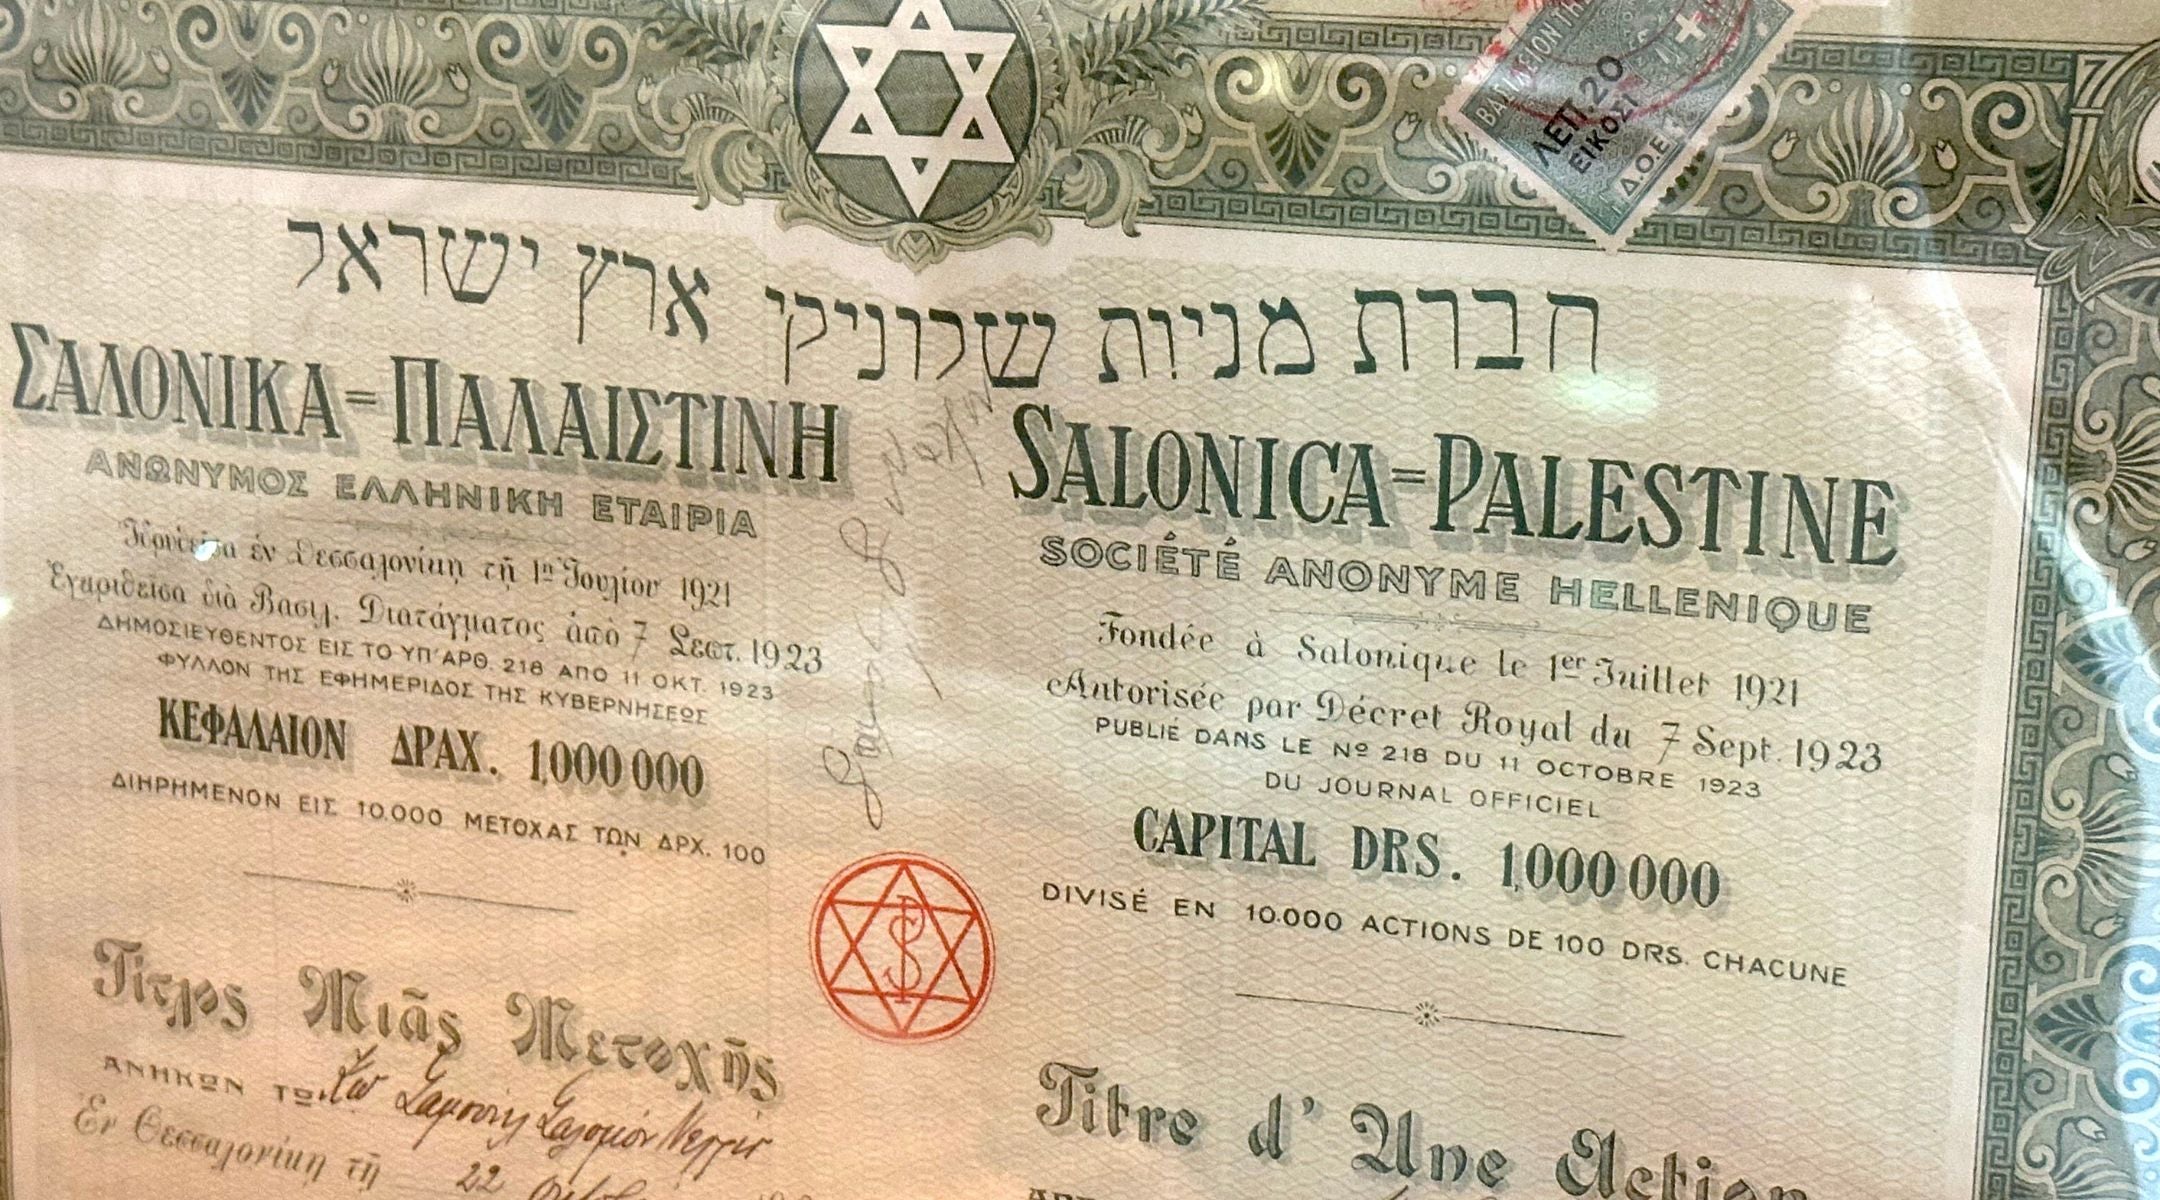 ΛΕΠ. 20
ΕΙΚΟΣΙ
חברת מניות שלוניקי ארץ ישראל
ΣΑΛΟΝΙΚΑ=ΠΑΛΑΙΣΤΙΝΗ
ΑΝΩΝΥΜΟΣ ΕΛΛΗΝΙΚΗ ΕΤΑΙΡΙΑ
ἐν Θεσσαλονίκῃ τῇ 1ῃ Ἰουλίου 1921
Ἐγκριθεῖσα διὰ Βασιλ. Διατάγματος ἀπὸ 7 Σεπτ. 1923
ΔΗΜΟΣΙΕΥΘΕΝΤΟΣ ΕΙΣ ΤΟ ΥΠ' ΑΡΘ. 218 ΑΠΟ 11 ΟΚΤ. 1923
ΦΥΛΛΟΝ ΤΗΣ ΕΦΗΜΕΡΙΔΟΣ ΤΗΣ ΚΥΒΕΡΝΗΣΕΩΣ
ΚΕΦΑΛΑΙΟΝ ΔΡΑΧ. 1,000 000
ΔΙΗΡΗΜΕΝΟΝ ΕΙΣ 10.000 ΜΕΤΟΧΑΣ ΤΩΝ ΔΡΧ. 100
Τίτλος Μιᾶς Μετοχῆς
ΑΝΗΚΩΝ Τῷ Σαμουὴλ Σαλομὼν
Ἐν Θεσσαλονίκῃ τῇ 22
SALONICA=PALESTINE
SOCIÉTÉ ANONYME HELLENIQUE
Fondée à Salonique le 1er Juillet 1921
Autorisée par Décret Royal du 7 Sept. 1923
PUBLIÉ DANS LE Nº 218 DU 11 OCTOBRE 1923
DU JOURNAL OFFICIEL
CAPITAL DRS. 1,000 000
DIVISÉ EN 10.000 ACTIONS DE 100 DRS. CHACUNE
Titre d' Une Action